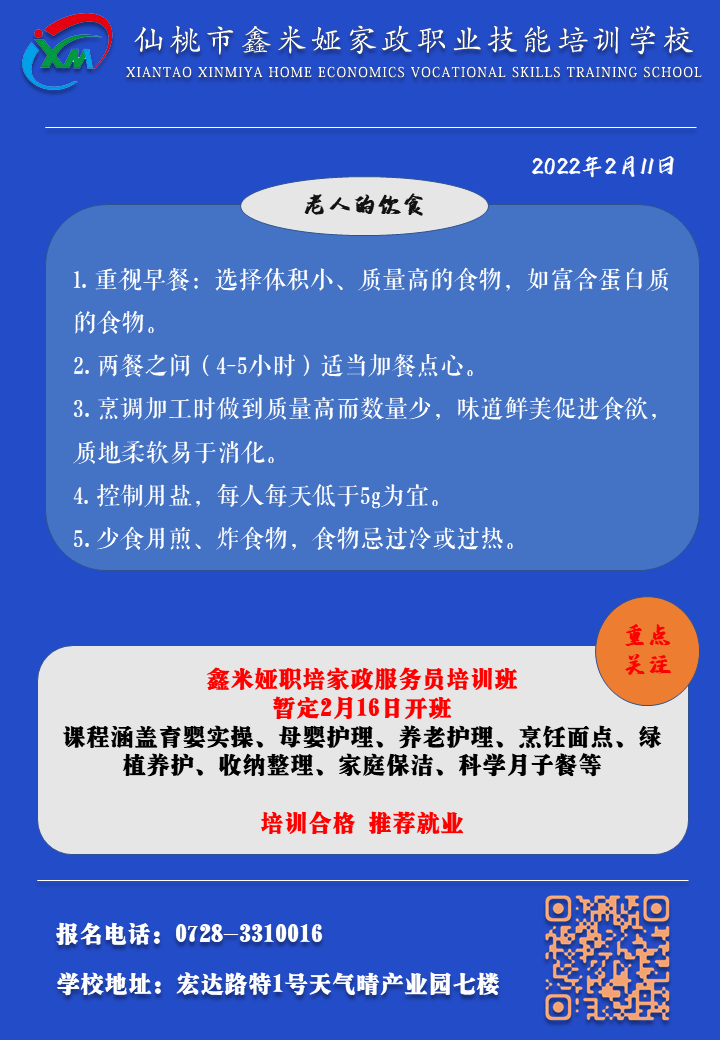 XM
仙桃市鑫米娅家政职业技能培训学校
XIANTAO XINMIYA HOME ECONOMICS VOCATIONAL SKILLS TRAINING SCHOOL
2022年2月11日
老人的饮食
1. 重视早餐：选择体积小、质量高的食物，如富含蛋白质
的食物。
2. 两餐之间（4-5小时）适当加餐点心。
3. 烹调加工时做到质量高而数量少，味道鲜美促进食欲，
质地柔软易于消化。
4. 控制用盐，每人每天低于5g为宜。
5. 少食用煎、炸食物，食物忌过冷或过热。
重点
关注
鑫米娅职培家政服务员培训班
暂定2月16日开班
课程涵盖育婴实操、母婴护理、养老护理、烹饪面点、绿
植养护、收纳整理、家庭保洁、科学月子餐等
培训合格 推荐就业
报名电话：0728-3310016
学校地址：宏达路特1号天气晴产业园七楼